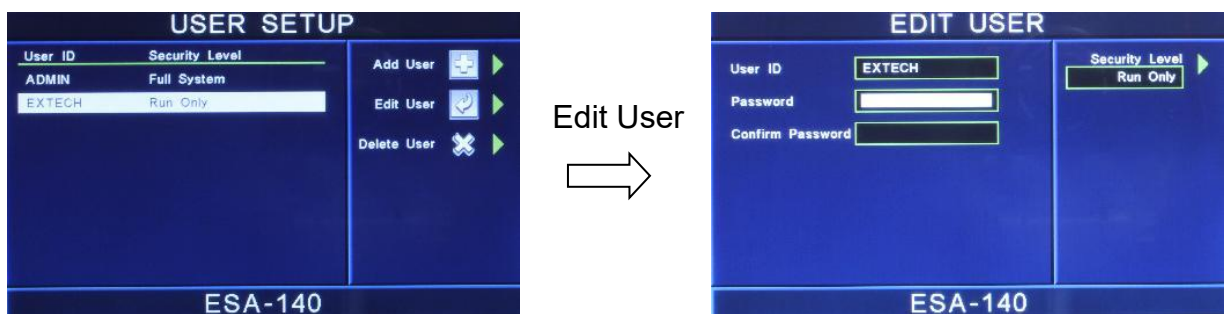 USER SETUP
User ID Security Level
ADMIN Full System
EXTECH Run Only
Add User
Edit User
Delete User
ESA-140
Edit User
EDIT USER
User ID EXTECH
Password
Confirm Password
Security Level
Run Only
ESA-140